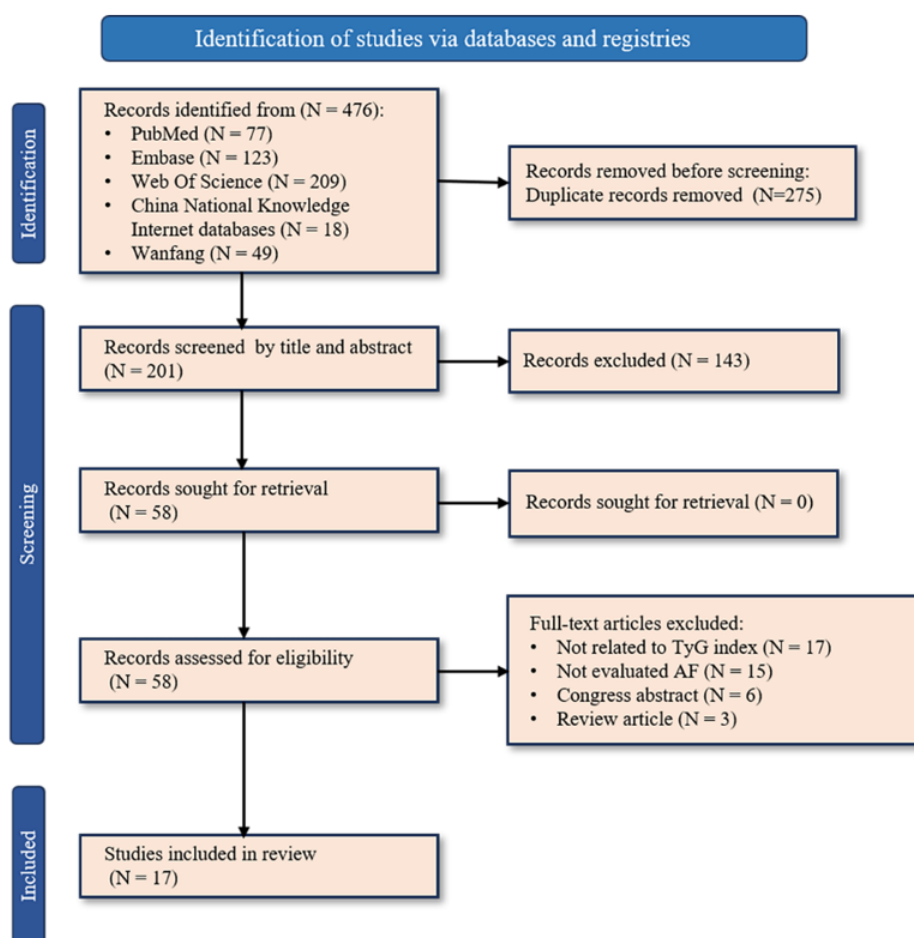 Identification of studies via databases and registries
Identification
Records identified from (N = 476):
• PubMed (N = 77)
• Embase (N = 123)
• Web Of Science (N = 209)
• China National Knowledge
Internet databases (N = 18)
• Wanfang (N = 49)
Records removed before screening:
Duplicate records removed (N=275)
Screening
Records screened by title and abstract
(N = 201)
Records excluded (N = 143)
Records sought for retrieval
(N = 58)
Records sought for retrieval (N = 0)
Records assessed for eligibility
(N = 58)
Full-text articles excluded:
• Not related to TyG index (N = 17)
• Not evaluated AF (N = 15)
• Congress abstract (N = 6)
• Review article (N = 3)
Included
Studies included in review
(N = 17)